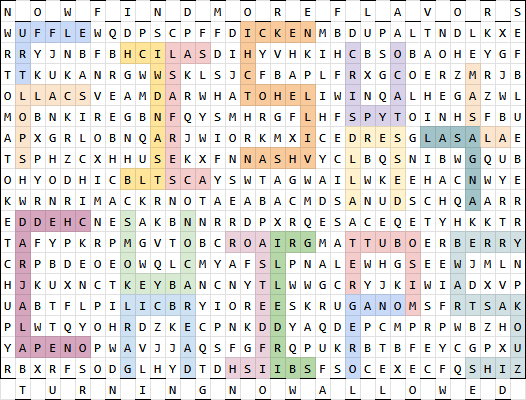 N O W F I N D M O R E F L A V O R S
W U F F L E W Q D P S C P F F D I C K E N M B D U P A L T N D L K X E
R R Y J N B F B H C I L A S D I H Y V H K I H C B S O B A O H E Y G F
T T K U K A N R G W W S K L S J C F B A P L F R X G C O E R Z M R J B
O L L A C S V E A M D A R W H A T O H E L I W I N Q A L H E G A Z W L
M O B N K I R E G B N F Q Y S M H R G F L H F S P Y T O I N H S F B U
A P X G R L O B N Q A R J W I O R K M X I C E D R E S G L A S A L A E
T S P H Z C X H H U S E K X F N N A S H V Y C L B Q S N I B W G Q U B
O H Y O D H I C B L T S C A Y S W T A G W A I L W K E E H A C N W Y E
K W R N R I M A C K R N O T A E A B A C M D S A N U D S C H Q A A R R
E D D E H C N E S A K B N N R R D P X R Q E S A C E Q E T Y H K K T R
T A F Y P K R P M G V T O B C R O A I R G M A T T U B O E R B E R R Y
C R P B D E O E O W Q L C M Y A F S L P N A L E W H G S E E W J M L N
H J K U X N C T K E Y B A N C N Y T L W W G C R Y J K I W I A D X V P
U A B T F L P I L I C B R Y I O R E E S K R U G A N O M S F R T S A K
P L W T Q Y O H R D Z K E C P N K D D Y A Q D E P C M P R P W B Z H O
Y A P E N O P W A V J J A Q S F G F R Q P U K R B T B F E Y C G P X U
R B X R F S O D G L H Y D T D H S I I B S F S O C E X E C F Q S H I Z
T U R N I N G N O W A L L O W E D